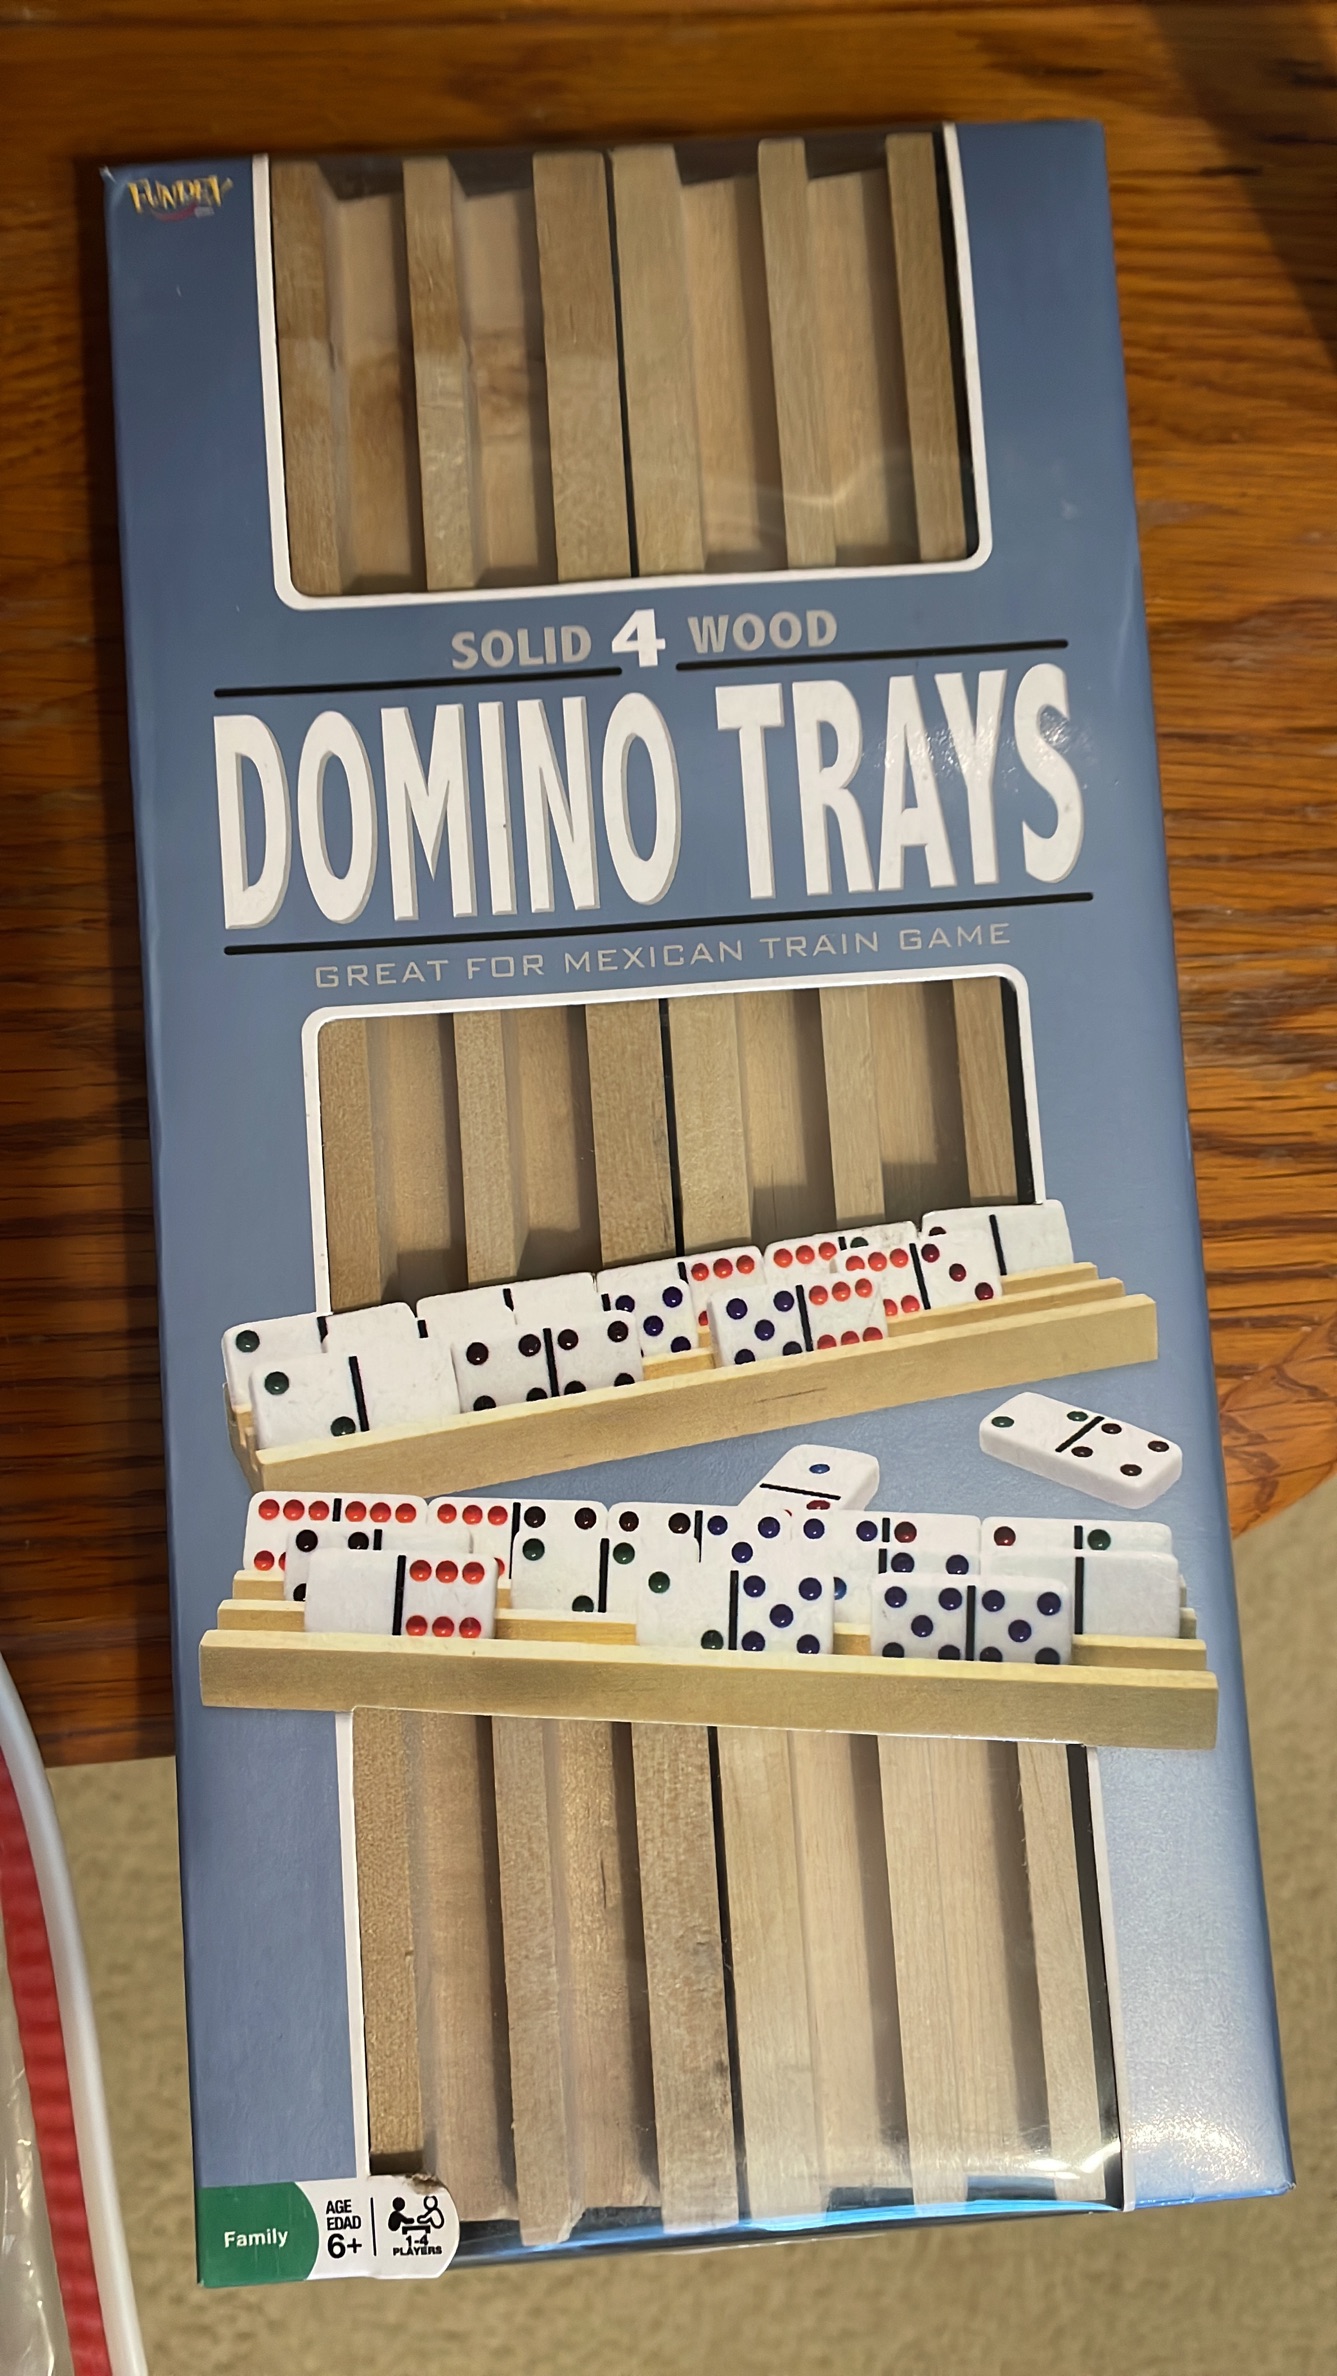 FUNDEX
SOLID 4 WOOD
DOMINO TRAYS
GREAT FOR MEXICAN TRAIN GAME
Family
AGE
EDAD
6+
1-4
PLAYERS